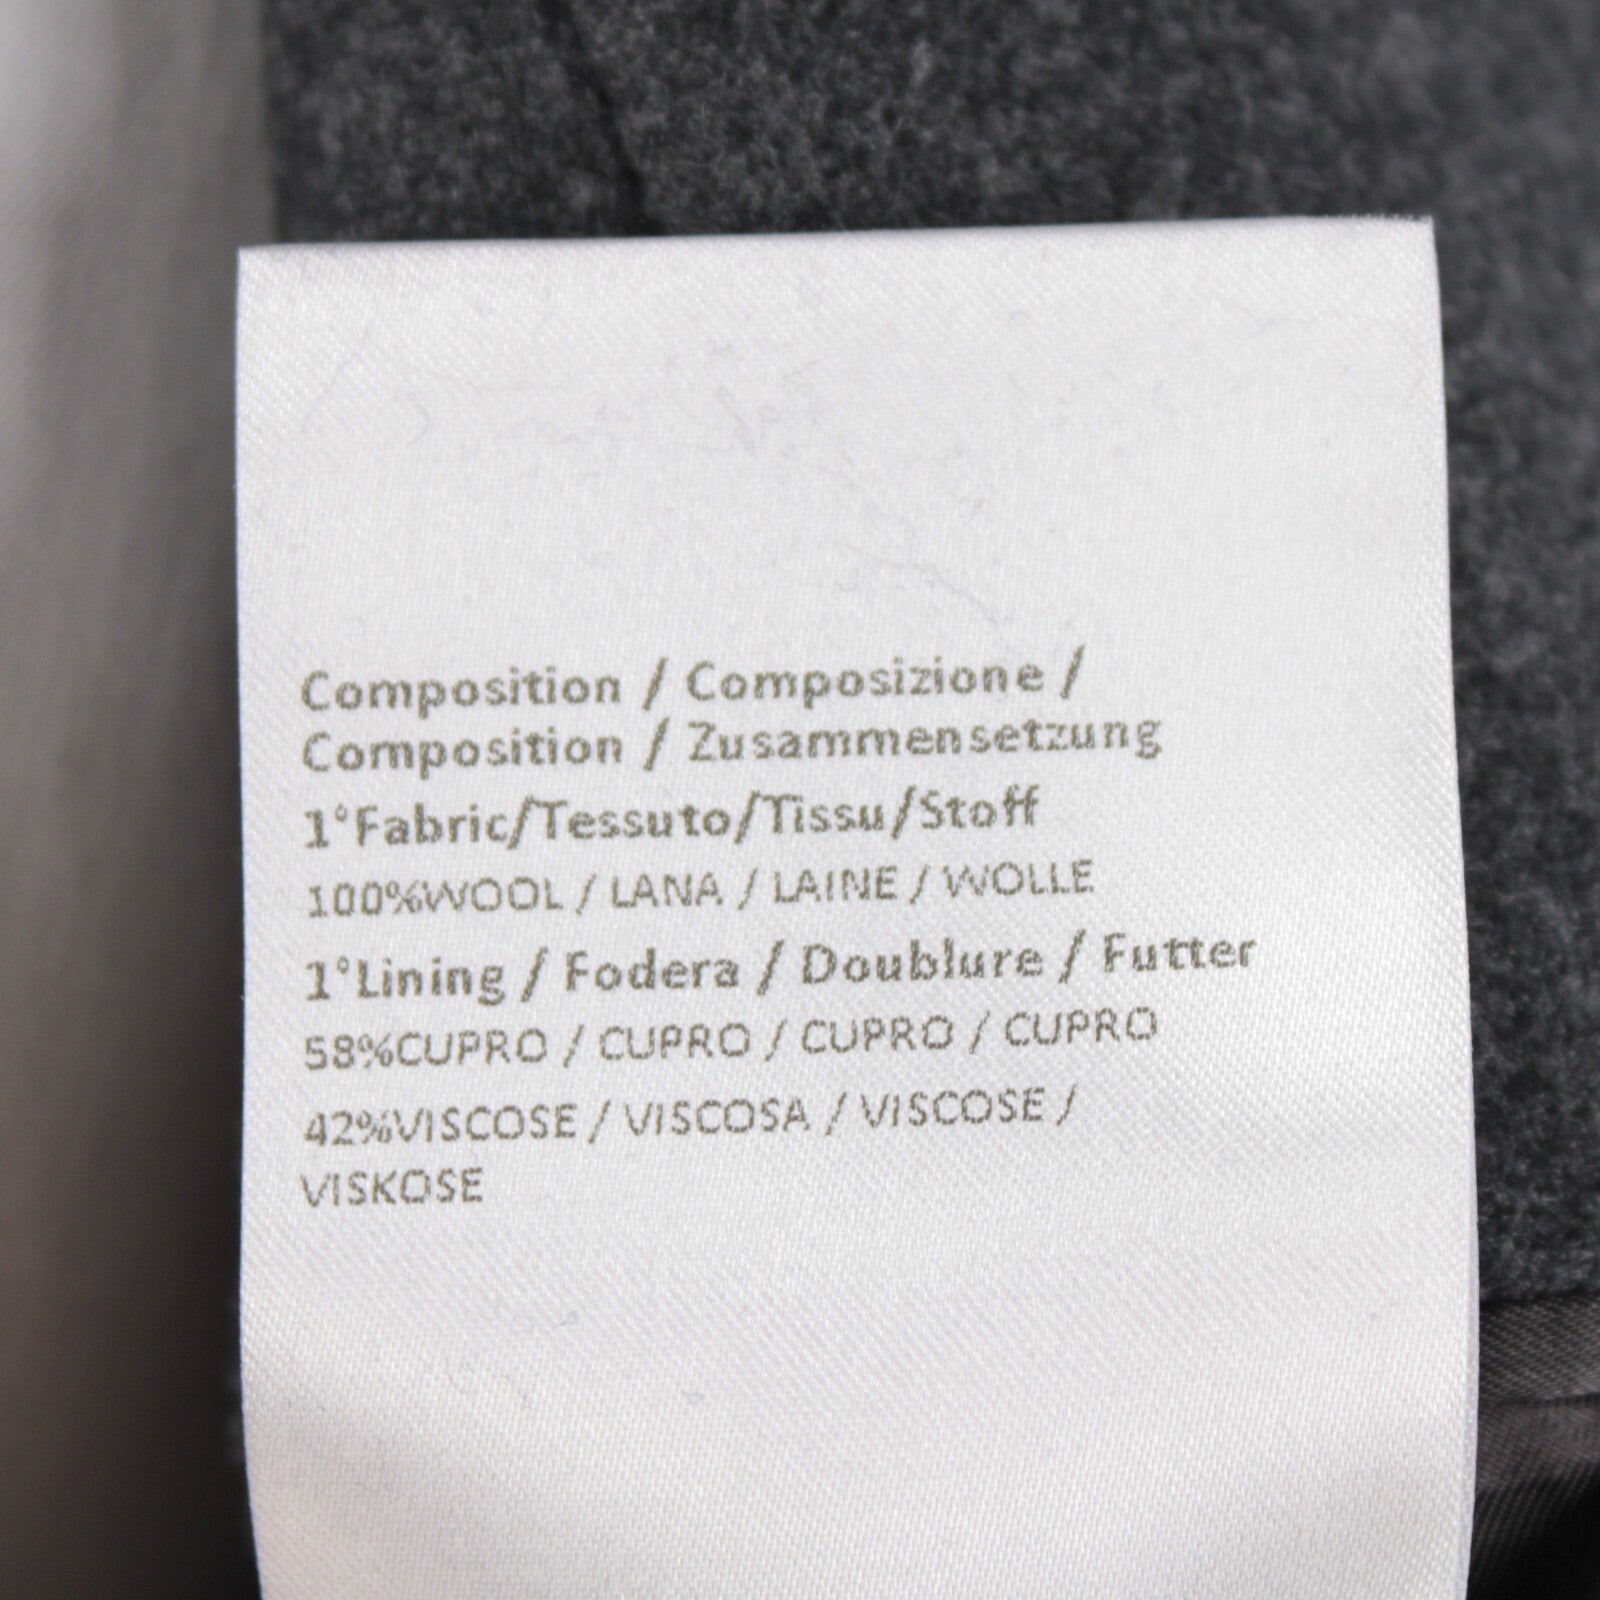 Composition / Composizione /
Composition / Zusammensetzung
1°Fabric/Tessuto/Tissu/Stoff
100%WOOL / LANA / LAINE / WOLLE
1°Lining / Fodera / Doublure / Futter
58%CUPRO / CUPRO / CUPRO / CUPRO
42%VISCOSE / VISCOSA / VISCOSE /
VISKOSE